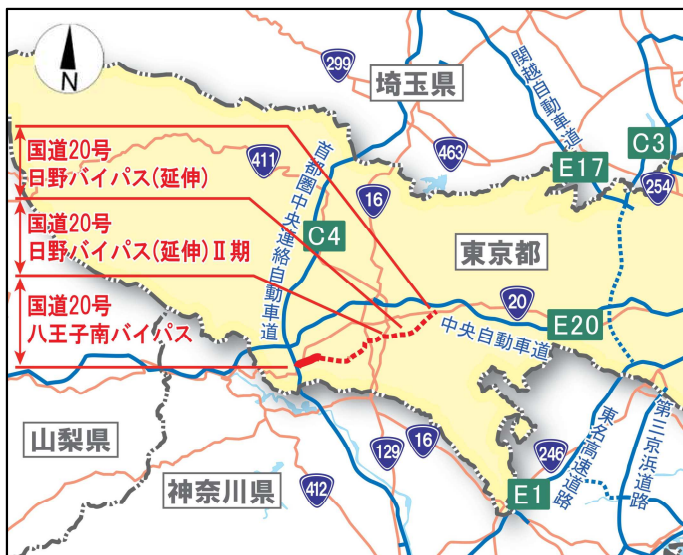 N
299
埼玉県
関越自動車道
C3
国道20号
日野バイパス(延伸)
411
首都圏中央連絡自動車道
463
E17
254
16
国道20号
日野バイパス(延伸)Ⅱ期
C4
東京都
国道20号
八王子南バイパス
20
E20
中央自動車道
山梨県
129
16
246
東名高速道路
第三京浜道路
神奈川県
412
E1